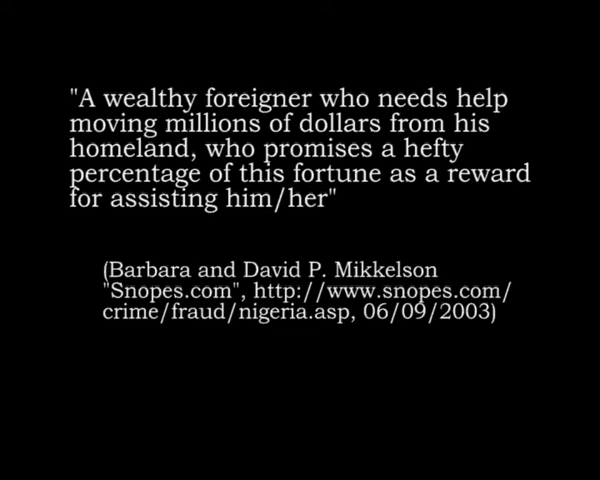 "A wealthy foreigner who needs help
moving millions of dollars from his
homeland, who promises a hefty
percentage of this fortune as a reward
for assisting him/her"
(Barbara and David P. Mikkelson
"Snopes.com", http://www.snopes.com/
crime/fraud/nigeria.asp, 06/09/2003)